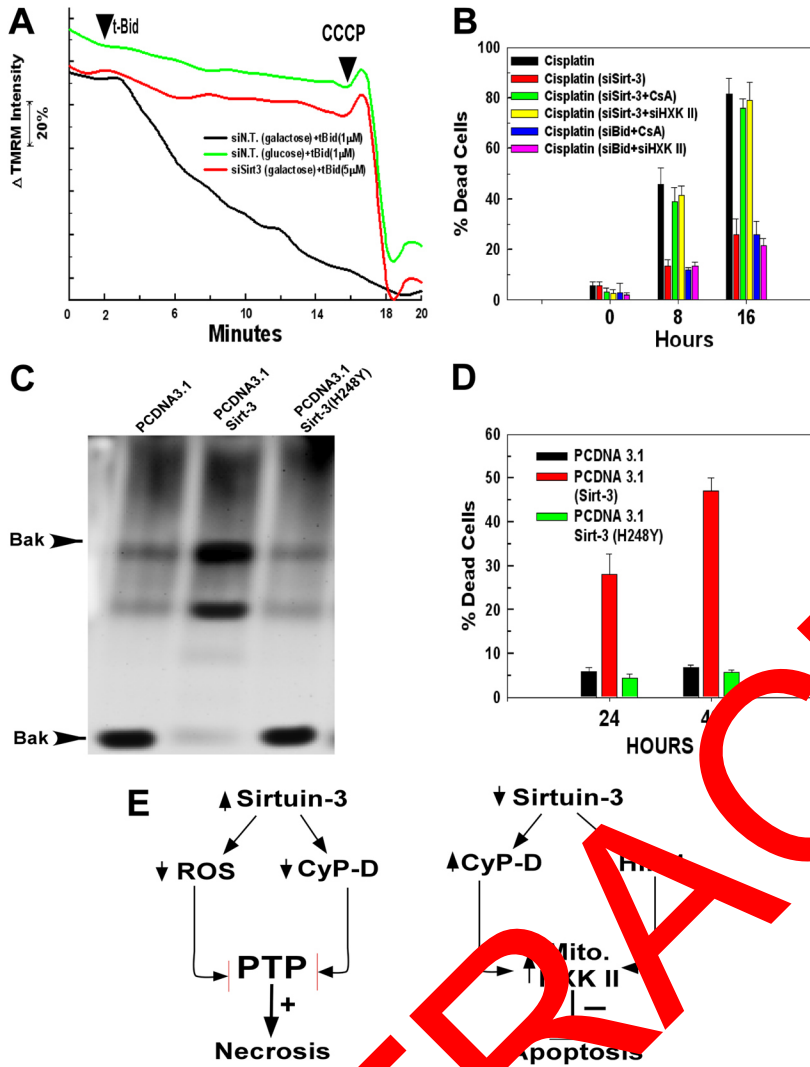 A
t-Bid
CCCP
Δ TMRM Intensity
20%
siN.T. (galactose)+tBid(1µM)
siN.T. (glucose)+tBid(1µM)
siSirt3 (galactose)+tBid(5µM)
0 2 6 8 10 12 14 16 18 20
Minutes
B
% Dead Cells
100
80
60
40
20
0
Cisplatin
Cisplatin (siSirt-3)
Cisplatin (siSirt-3+CsA)
Cisplatin (siSirt-3+siHXK II)
Cisplatin (siBid+CsA)
Cisplatin (siBid+siHXK II)
0 8 16
Hours
C
PCDNA3.1
PCDNA3.1
Sirt-3
PCDNA3.1
Sirt-3(H248Y)
Bak
Bak
D
% Dead Cells
60
50
40
30
20
10
0
PCDNA 3.1
PCDNA 3.1
(Sirt-3)
PCDNA 3.1
Sirt-3 (H248Y)
24 4
HOURS
E
Sirtuin-3
ROS
CyP-D
PTP
+
Necrosis
Sirtuin-3
CyP-D
Mito.
II
–
Apoptosis